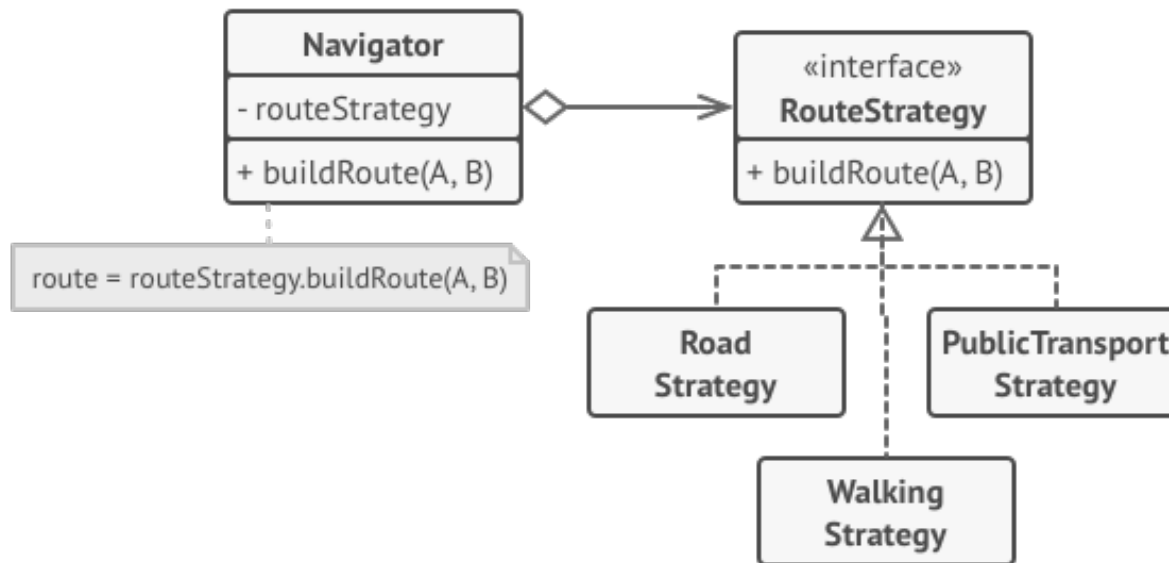 Navigator
- routeStrategy
+ buildRoute(A, B)
route = routeStrategy.buildRoute(A, B)
«interface»
RouteStrategy
+ buildRoute(A, B)
Road
Strategy
PublicTransport
Strategy
Walking
Strategy